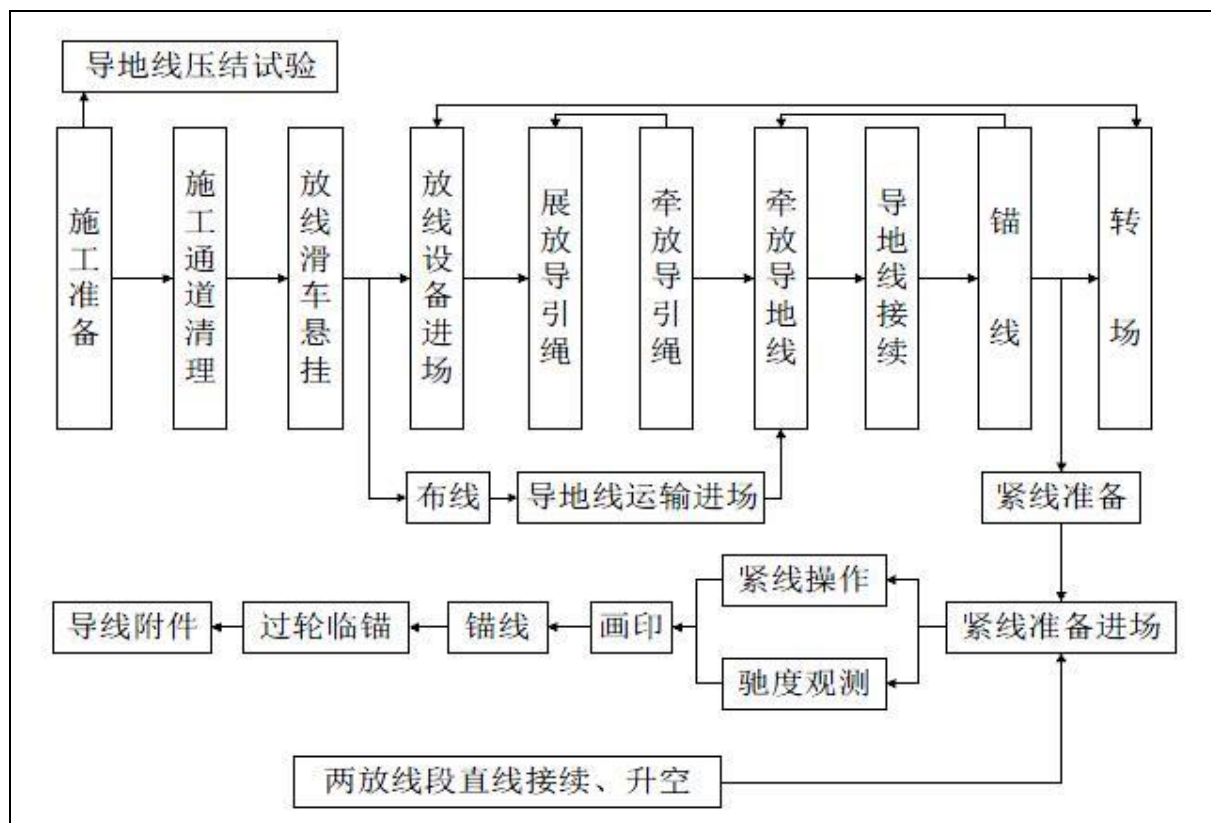 导地线压结试验
施工准备
施工通道清理
放线滑车悬挂
放线设备进场
展放导引绳
牵放导引绳
牵放导地线
导地线接续
锚线
转场
布线
导地线运输进场
紧线准备
紧线操作
导线附件
过轮临锚
锚线
画印
紧线准备进场
驰度观测
两放线段直线接续、升空